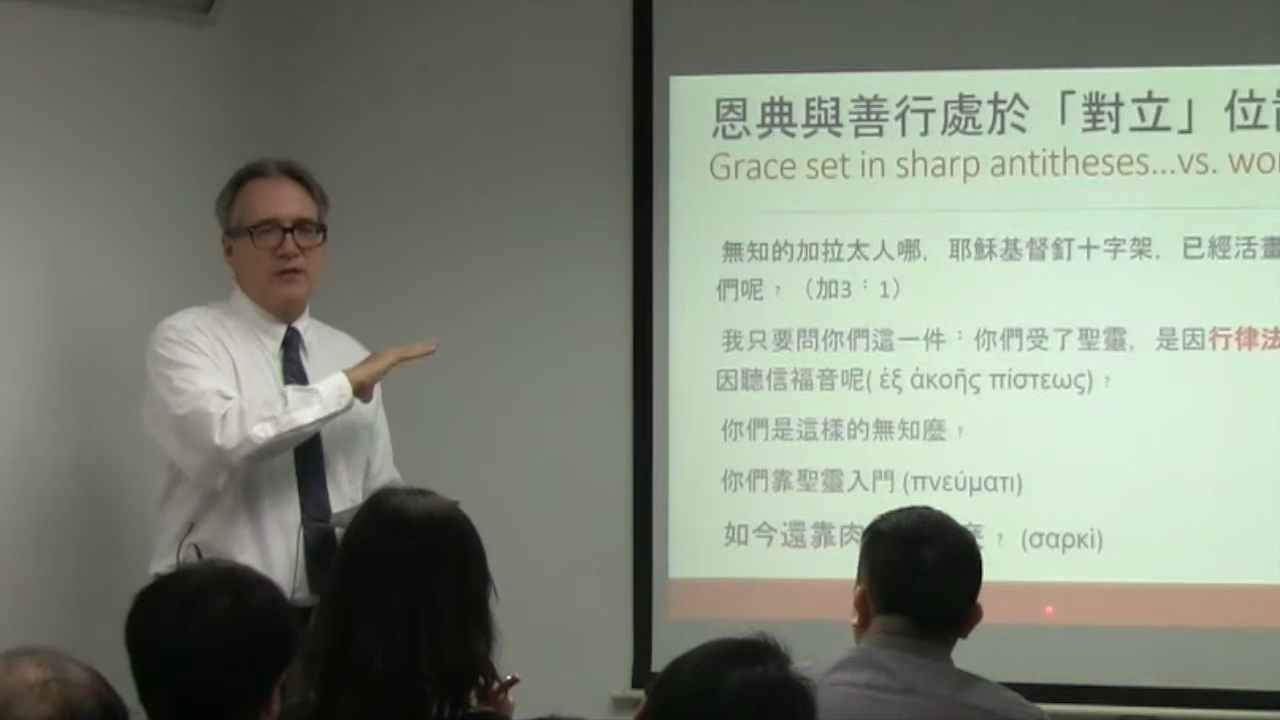 恩典與善行處於「對立」位
Grace set in sharp antitheses...vs.
無知的加拉太人哪，耶穌基督釘十字架，已經活畫
們呢﹖（加3：1）
我只要問你們這一件：你們受了聖靈，是因行律法
因聽信福音呢( ἐξ ἀκοῆς πίστεως)﹖
你們是這樣的無知麼﹖
你們靠聖靈入門 (πνεύματι)
如今還靠肉 麼﹖ (σαρκὶ)